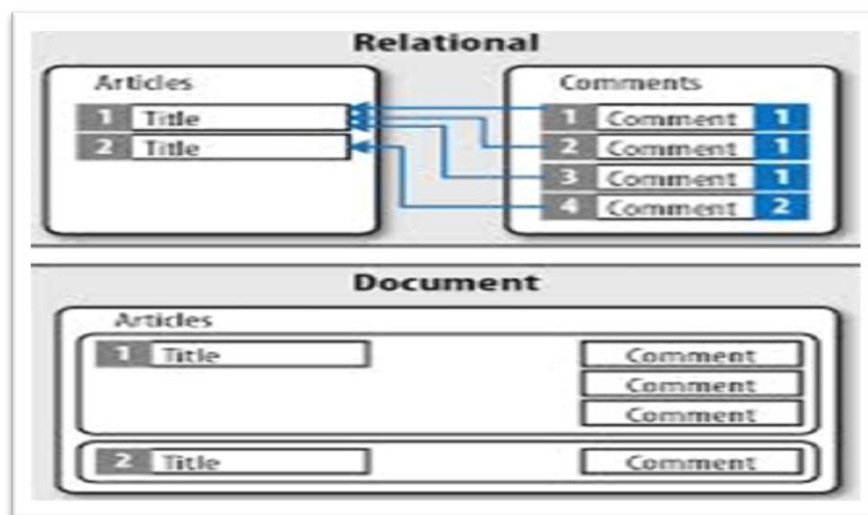 Relational
Articles Comments
1 Title 1 Comment 1
2 Title 2 Comment 1
3 Comment 1
4 Comment 2
Document
Articles
1 Title Comment
Comment
Comment
2 Title Comment